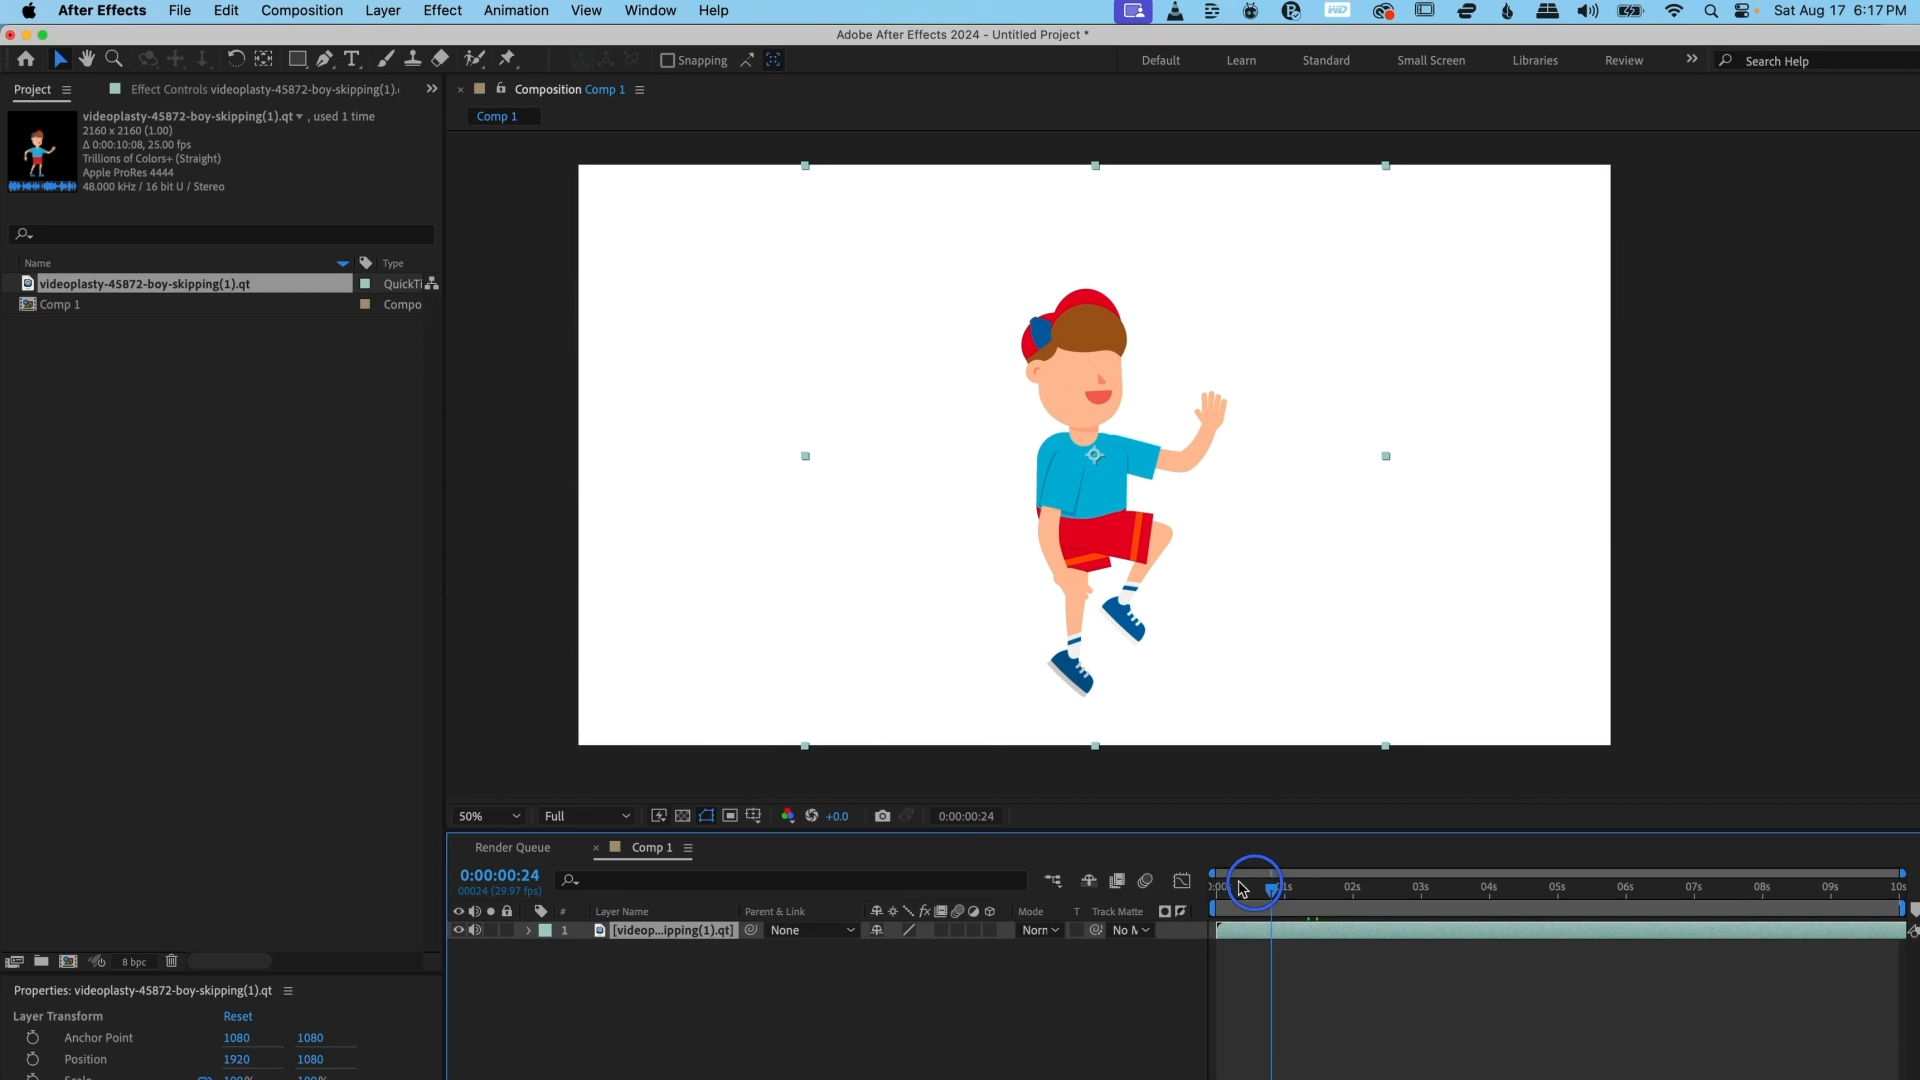 After Effects File Edit Composition Layer Effect Animation View Window Help WD Sat Aug 17 6:17 PM
Adobe After Effects 2024 - Untitled Project *
Snapping Default Learn Standard Small Screen Libraries Review Search Help
Project Effect Controls videoplasty-45872-boy-skipping(1).
Composition Comp 1
Comp 1
videoplasty-45872-boy-skipping(1).qt , used 1 time
2160 x 2160 (1.00)
Δ 0:00:10:08, 25.00 fps
Trillions of Colors+ (Straight)
Apple ProRes 4444
48.000 kHz / 16 bit U / Stereo
Name Type
videoplasty-45872-boy-skipping(1).qt QuickTi
Comp 1 Compo
50% Full +0.0 0:00:00:24
Render Queue Comp 1
0:00:00:24
00024 (29.97 fps)
01s 02s 03s 04s 05s 06s 07s 08s 09s 10s
# Layer Name Parent & Link Mode T Track Matte
1 [videop...ipping(1).qt] None Norn No M
8 bpc
Properties: videoplasty-45872-boy-skipping(1).qt
Layer Transform Reset
Anchor Point 1080 1080
Position 1920 1080